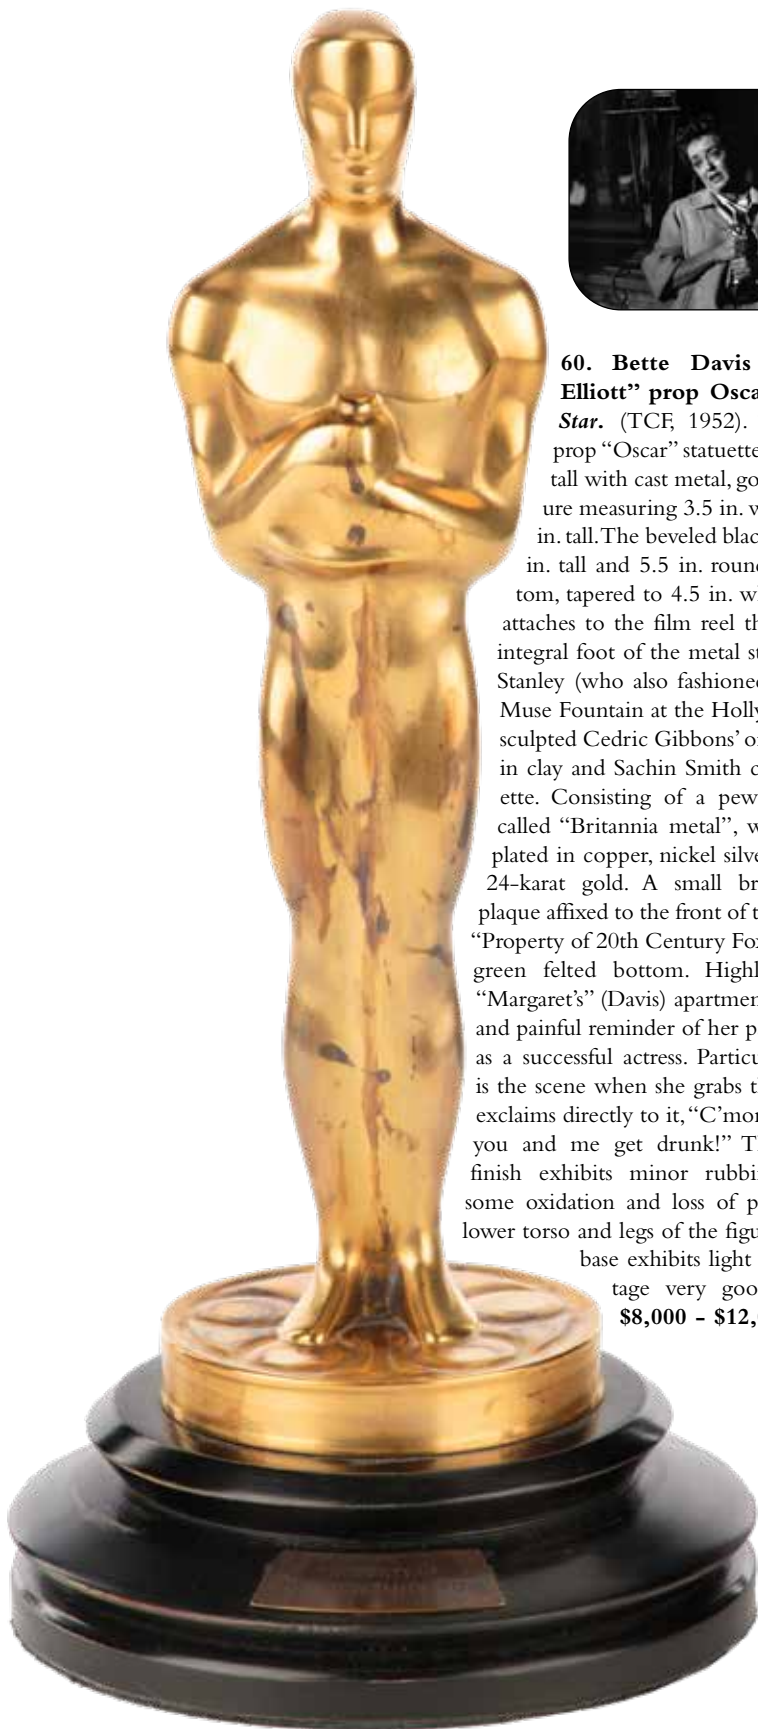 60. Bette Davis
Elliott” prop Osca
Star. (TCF, 1952).
prop “Oscar” statuette
tall with cast metal, go
ure measuring 3.5 in. w
in. tall. The beveled blac
in. tall and 5.5 in. roun
tom, tapered to 4.5 in. wh
attaches to the film reel th
integral foot of the metal st
Stanley (who also fashione
Muse Fountain at the Holly
sculpted Cedric Gibbons’ o
in clay and Sachin Smith c
ette. Consisting of a pew
called “Britannia metal”, w
plated in copper, nickel silve
24-karat gold. A small br
plaque affixed to the front of t
“Property of 20th Century Fox
green felted bottom. Highl
“Margaret’s” (Davis) apartmen
and painful reminder of her p
as a successful actress. Particu
is the scene when she grabs th
exclaims directly to it, “C’mon
you and me get drunk!” Th
finish exhibits minor rubbin
some oxidation and loss of p
lower torso and legs of the figu
base exhibits light
tage very goo
$8,000 - $12,